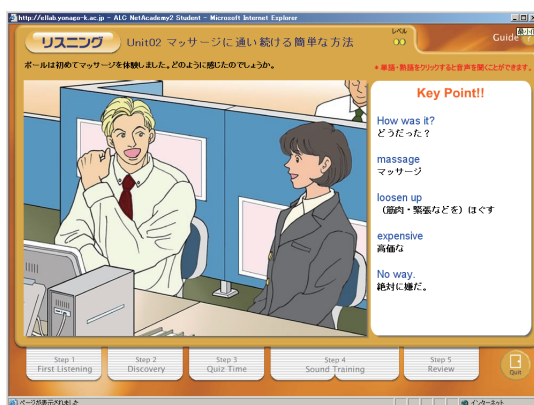 http://ellab.yonago-k.ac.jp - ALC NetAcademy2 Student - Microsoft Internet Explorer
リスニング
Unit02 マッサージに通い続ける簡単な方法
レベル
Guide ?
ポールは初めてマッサージを体験しました。どのように感じたのでしょうか。
*単語・熟語をクリックすると音声を聞くことができます。
Key Point!!
How was it?
どうだった？
massage
マッサージ
loosen up
（筋肉・緊張などを）ほぐす
expensive
高価な
No way.
絶対に嫌だ。
Step 1
First Listening
Step 2
Discovery
Step 3
Quiz Time
Step 4
Sound Training
Step 5
Review
Quit
ページが表示されました
インターネット